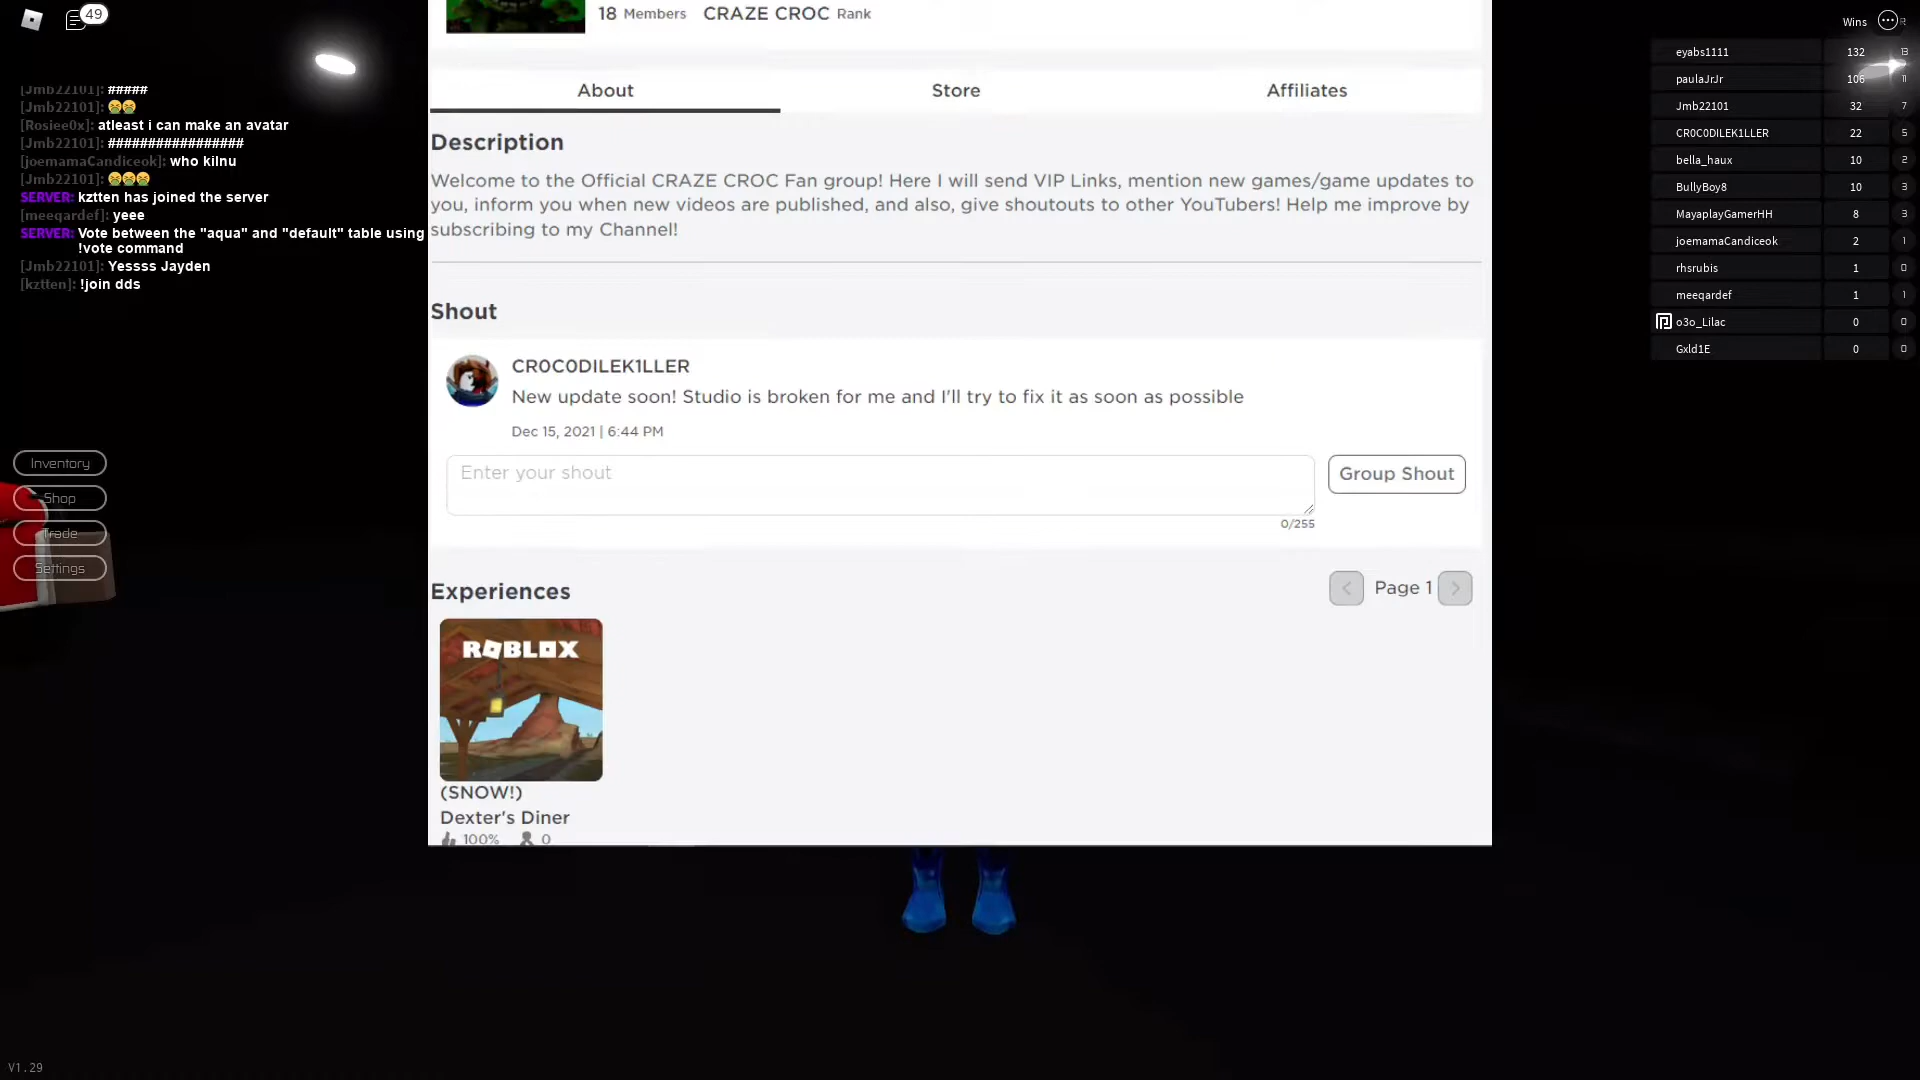 49
[Jmb22101]: #####
[Jmb22101]:
[Rosiee0x]: atleast i can make an avatar
[Jmb22101]: #################
[joemamaCandiceok]: who kilnu
[Jmb22101]:
SERVER: kztten has joined the server
[meeqardef]: yeee
SERVER: Vote between the "aqua" and "default" table using
!vote command
[Jmb22101]: Yessss Jayden
[kztten]: !join dds
Inventory
Shop
Trade
Settings
V1.29
18 Members CRAZE CROC Rank
About Store Affiliates
Description
Welcome to the Official CRAZE CROC Fan group! Here I will send VIP Links, mention new games/game updates to
you, inform you when new videos are published, and also, give shoutouts to other YouTubers! Help me improve by
subscribing to my Channel!
Shout
CR0C0DILEK1LLER
New update soon! Studio is broken for me and I'll try to fix it as soon as possible
Dec 15, 2021 | 6:44 PM
Enter your shout
Group Shout
0/255
Experiences
Page 1
ROBLOX
(SNOW!)
Dexter's Diner
100% 0
Wins
eyabs1111 132 13
paulaJrJr 106 11
Jmb22101 32 7
CR0C0DILEK1LLER 22 5
bella_haux 10 2
BullyBoy8 10 3
MayaplayGamerHH 8 3
joemamaCandiceok 2 1
rhsrubis 1 0
meeqardef 1 1
o3o_Lilac 0 0
Gxld1E 0 0